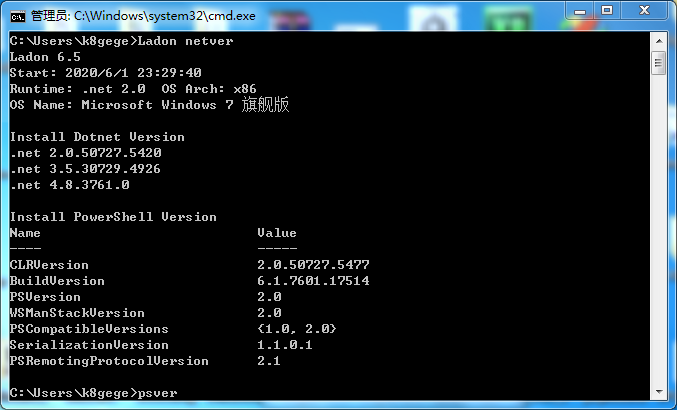 管理员: C:\Windows\system32\cmd.exe
C:\Users\k8gege>Ladon netver
Ladon 6.5
Start: 2020/6/1 23:29:40
Runtime: .net 2.0  OS Arch: x86
OS Name: Microsoft Windows 7 旗舰版
Install Dotnet Version
.net 2.0.50727.5420
.net 3.5.30729.4926
.net 4.8.3761.0
Install PowerShell Version
Name                           Value
----                           -----
CLRVersion                     2.0.50727.5477
BuildVersion                   6.1.7601.17514
PSVersion                      2.0
WSManStackVersion              2.0
PSCompatibleVersions           {1.0, 2.0}
SerializationVersion           1.1.0.1
PSRemotingProtocolVersion      2.1
C:\Users\k8gege>psver